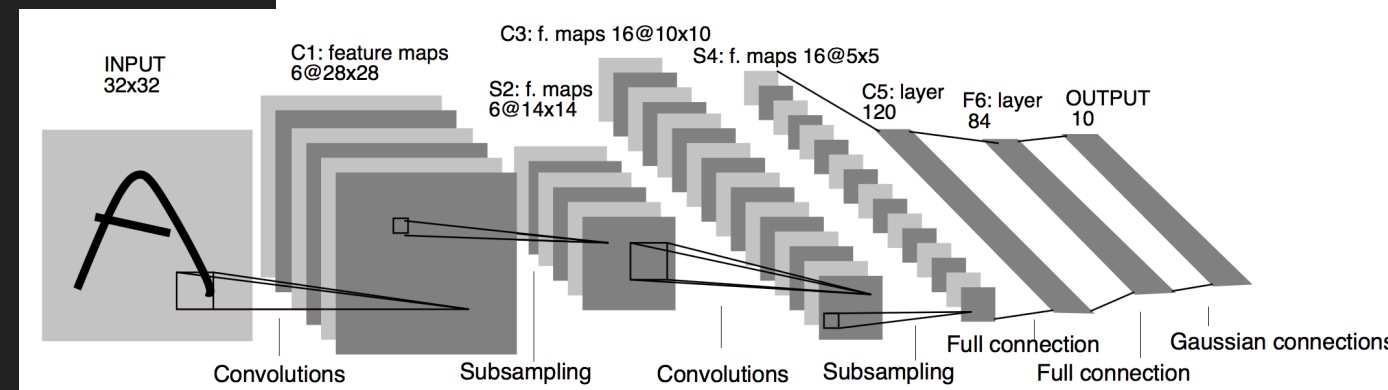 INPUT
32x32
C1: feature maps
6@28x28
S2: f. maps
6@14x14
C3: f. maps 16@10x10
S4: f. maps 16@5x5
C5: layer
120
F6: layer
84
OUTPUT
10
Convolutions
Subsampling
Convolutions
Subsampling
Full connection
Full connection
Gaussian connections